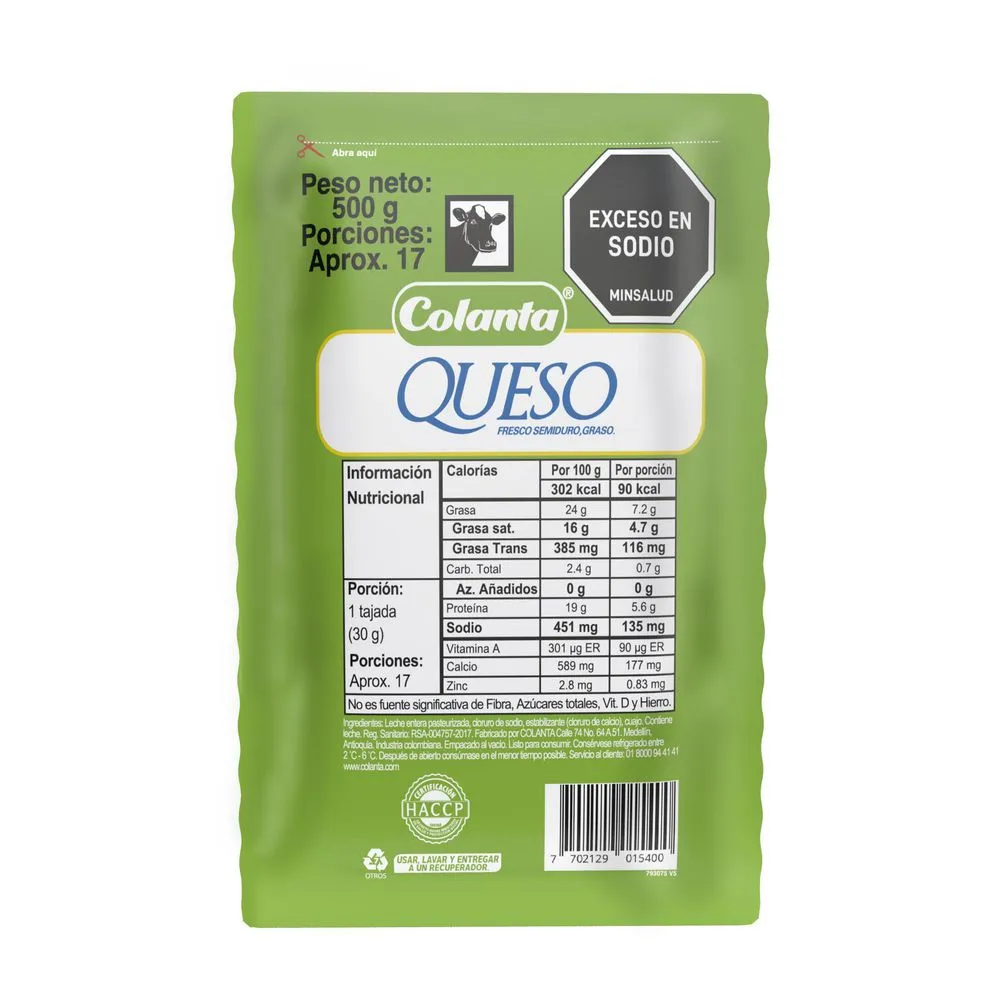 Abra aquí
Peso neto:
500 g
Porciones:
Aprox. 17
EXCESO EN
SODIO
MINSALUD
Colanta®
QUESO
FRESCO SEMIDURO, GRASO.
Información
Nutricional
Calorías Por 100 g Por porción
302 kcal 90 kcal
Grasa 24 g 7.2 g
Grasa sat. 16 g 4.7 g
Grasa Trans 385 mg 116 mg
Carb. Total 2.4 g 0.7 g
Porción:
1 tajada
(30 g)
Porciones:
Aprox. 17
Az. Añadidos 0 g 0 g
Proteína 19 g 5.6 g
Sodio 451 mg 135 mg
Vitamina A 301 µg ER 90 µg ER
Calcio 589 mg 177 mg
Zinc 2.8 mg 0.83 mg
No es fuente significativa de Fibra, Azúcares totales, Vit. D y Hierro.
Ingredientes: Leche entera pasteurizada, cloruro de sodio, estabilizante (cloruro de calcio), cuajo. Contiene
leche. Reg. Sanitario: RSA-004757-2017. Fabricado por COLANTA Calle 74 No. 64 A 51. Medellín,
Antioquia. Industria colombiana. Empacado al vacío. Listo para consumir. Consérvese refrigerado entre
2 °C - 6 °C. Después de abierto consúmase en el menor tiempo posible. Servicio al cliente: 01 8000 94 41 41
www.colanta.com
CERTIFICACIÓN
HACCP
OTROS
USAR, LAVAR Y ENTREGAR
A UN RECUPERADOR.
7 702129 015400
793075 V5